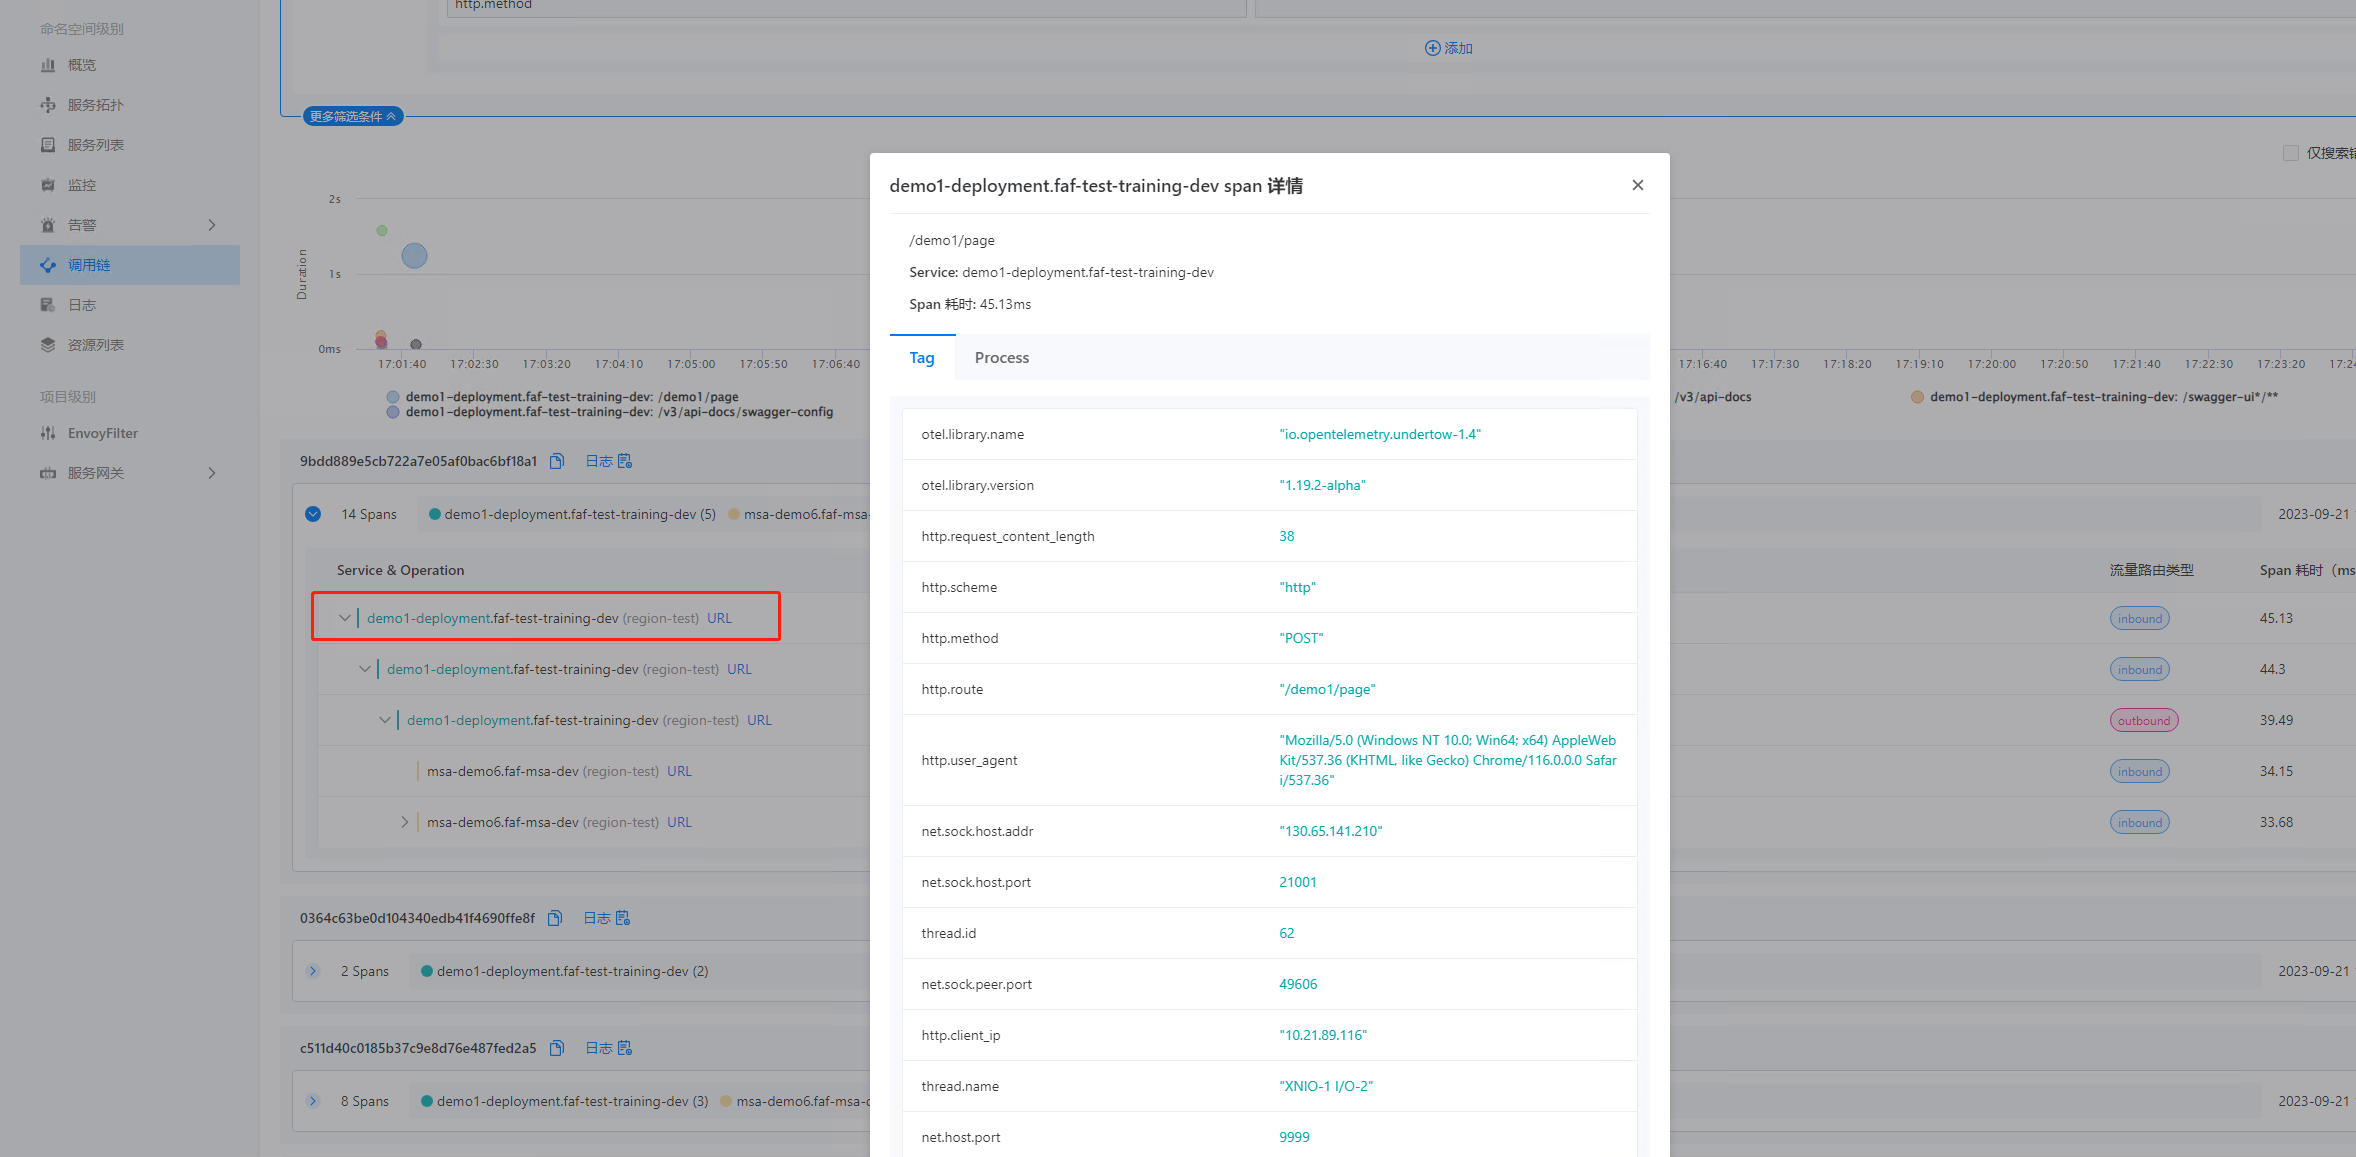 命名空间级别
概览
服务拓扑
服务列表
监控
告警
调用链
日志
资源列表
项目级别
EnvoyFilter
服务网关
http.method
添加
更多筛选条件
仅搜索
Duration
2s
1s
0ms
17:01:40 17:02:30 17:03:20 17:04:10 17:05:00 17:05:50 17:06:40
17:16:40 17:17:30 17:18:20 17:19:10 17:20:00 17:20:50 17:21:40 17:22:30 17:23:20
demo1-deployment.faf-test-training-dev: /demo1/page
/v3/api-docs
demo1-deployment.faf-test-training-dev: /swagger-ui*/**
demo1-deployment.faf-test-training-dev: /v3/api-docs/swagger-config
9bdd889e5cb722a7e05af0bac6bf18a1 日志
14 Spans demo1-deployment.faf-test-training-dev (5) msa-demo6.faf-msa- 2023-09-21
Service & Operation 流量路由类型 Span 耗时（ms
demo1-deployment.faf-test-training-dev (region-test) URL inbound 45.13
demo1-deployment.faf-test-training-dev (region-test) URL inbound 44.3
demo1-deployment.faf-test-training-dev (region-test) URL outbound 39.49
msa-demo6.faf-msa-dev (region-test) URL inbound 34.15
msa-demo6.faf-msa-dev (region-test) URL inbound 33.68
0364c63be0d104340edb41f4690ffe8f 日志
2 Spans demo1-deployment.faf-test-training-dev (2) 2023-09-21
c511d40c0185b37c9e8d76e487fed2a5 日志
8 Spans demo1-deployment.faf-test-training-dev (3) msa-demo6.faf-msa- 2023-09-21
demo1-deployment.faf-test-training-dev span 详情
/demo1/page
Service: demo1-deployment.faf-test-training-dev
Span 耗时: 45.13ms
Tag Process
otel.library.name "io.opentelemetry.undertow-1.4"
otel.library.version "1.19.2-alpha"
http.request_content_length 38
http.scheme "http"
http.method "POST"
http.route "/demo1/page"
http.user_agent "Mozilla/5.0 (Windows NT 10.0; Win64; x64) AppleWeb
Kit/537.36 (KHTML, like Gecko) Chrome/116.0.0.0 Safar
i/537.36"
net.sock.host.addr "130.65.141.210"
net.sock.host.port 21001
thread.id 62
net.sock.peer.port 49606
http.client_ip "10.21.89.116"
thread.name "XNIO-1 I/O-2"
net.host.port 9999